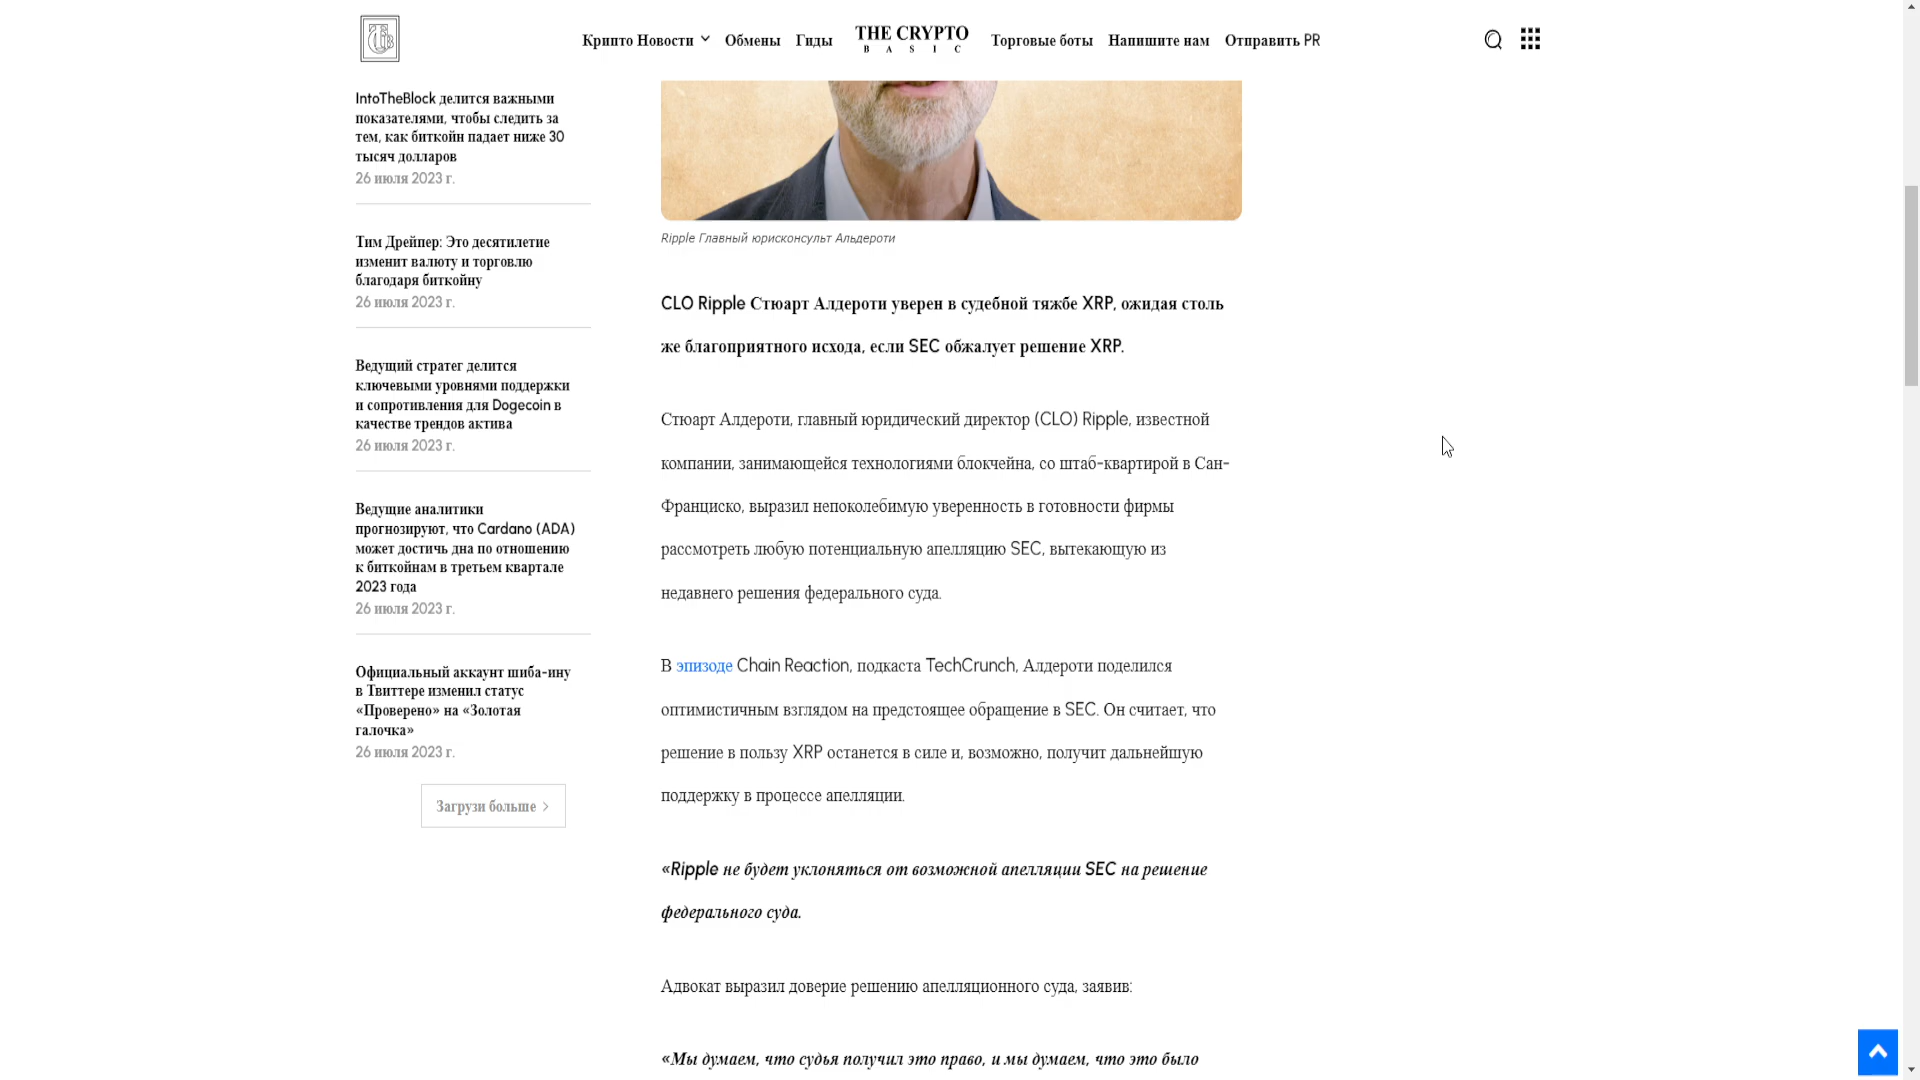 Крипто Новости
Обмены
Гиды
THE CRYPTO
BASIC
Торговые боты
Напишите нам
Отправить PR
IntoTheBlock делится важными
показателями, чтобы следить за
тем, как биткойн падает ниже 30
тысяч долларов
26 июля 2023 г.
Тим Дрейпер: Это десятилетие
изменит валюту и торговлю
благодаря биткойну
26 июля 2023 г.
Ведущий стратег делится
ключевыми уровнями поддержки
и сопротивления для Dogecoin в
качестве трендов актива
26 июля 2023 г.
Ведущие аналитики
прогнозируют, что Cardano (ADA)
может достичь дна по отношению
к биткойнам в третьем квартале
2023 года
26 июля 2023 г.
Официальный аккаунт шиба-ину
в Твиттере изменил статус
«Проверено» на «Золотая
галочка»
26 июля 2023 г.
Загрузи больше
Ripple Главный юрисконсульт Альдероти
CLO Ripple Стюарт Алдероти уверен в судебной тяжбе XRP, ожидая столь
же благоприятного исхода, если SEC обжалует решение XRP.
Стюарт Алдероти, главный юридический директор (CLO) Ripple, известной
компании, занимающейся технологиями блокчейна, со штаб-квартирой в Сан-
Франциско, выразил непоколебимую уверенность в готовности фирмы
рассмотреть любую потенциальную апелляцию SEC, вытекающую из
недавнего решения федерального суда.
В эпизоде Chain Reaction, подкаста TechCrunch, Алдероти поделился
оптимистичным взглядом на предстоящее обращение в SEC. Он считает, что
решение в пользу XRP останется в силе и, возможно, получит дальнейшую
поддержку в процессе апелляции.
«Ripple не будет уклоняться от возможной апелляции SEC на решение
федерального суда.
Адвокат выразил доверие решению апелляционного суда, заявив:
«Мы думаем, что судья получил это право, и мы думаем, что это было